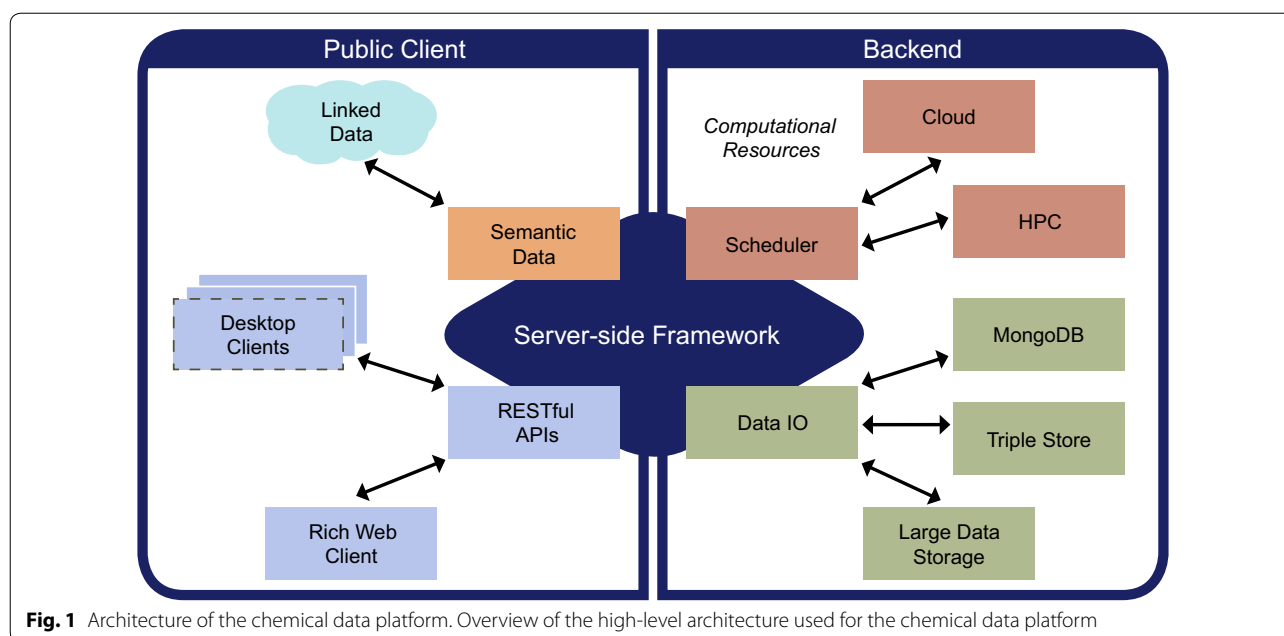 Public Client
Backend
Linked
Data
Computational
Resources
Cloud
Semantic
Data
Scheduler
HPC
Desktop
Clients
Server-side Framework
MongoDB
RESTful
APIs
Data IO
Triple Store
Rich Web
Client
Large Data
Storage
Fig. 1 Architecture of the chemical data platform. Overview of the high-level architecture used for the chemical data platform